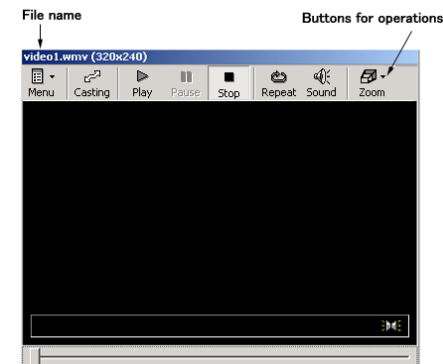 File name
Buttons for operations
video1.wmv (320x240)
Menu Casting Play Pause Stop Repeat Sound Zoom